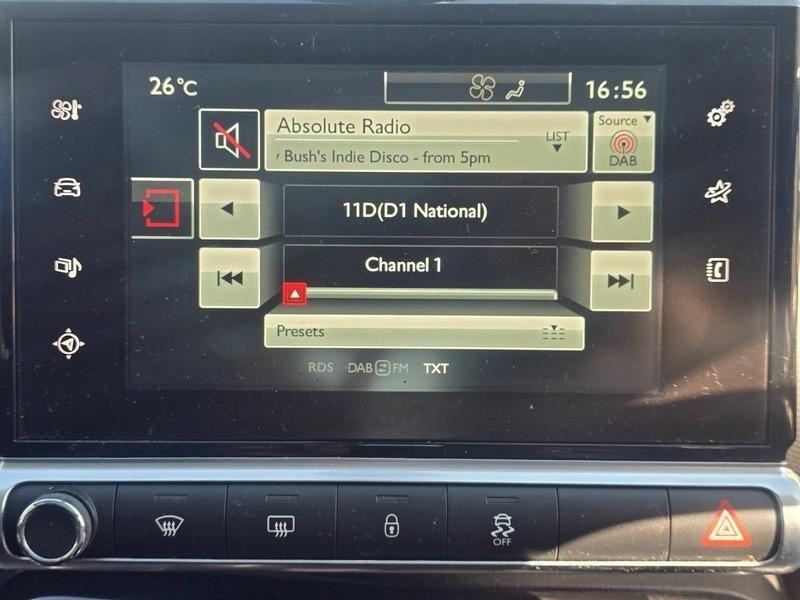 26°C
16:56
Absolute Radio
LIST
Source
DAB
Bush's Indie Disco - from 5pm
11D(D1 National)
Channel 1
Presets
RDS DAB FM TXT
OFF